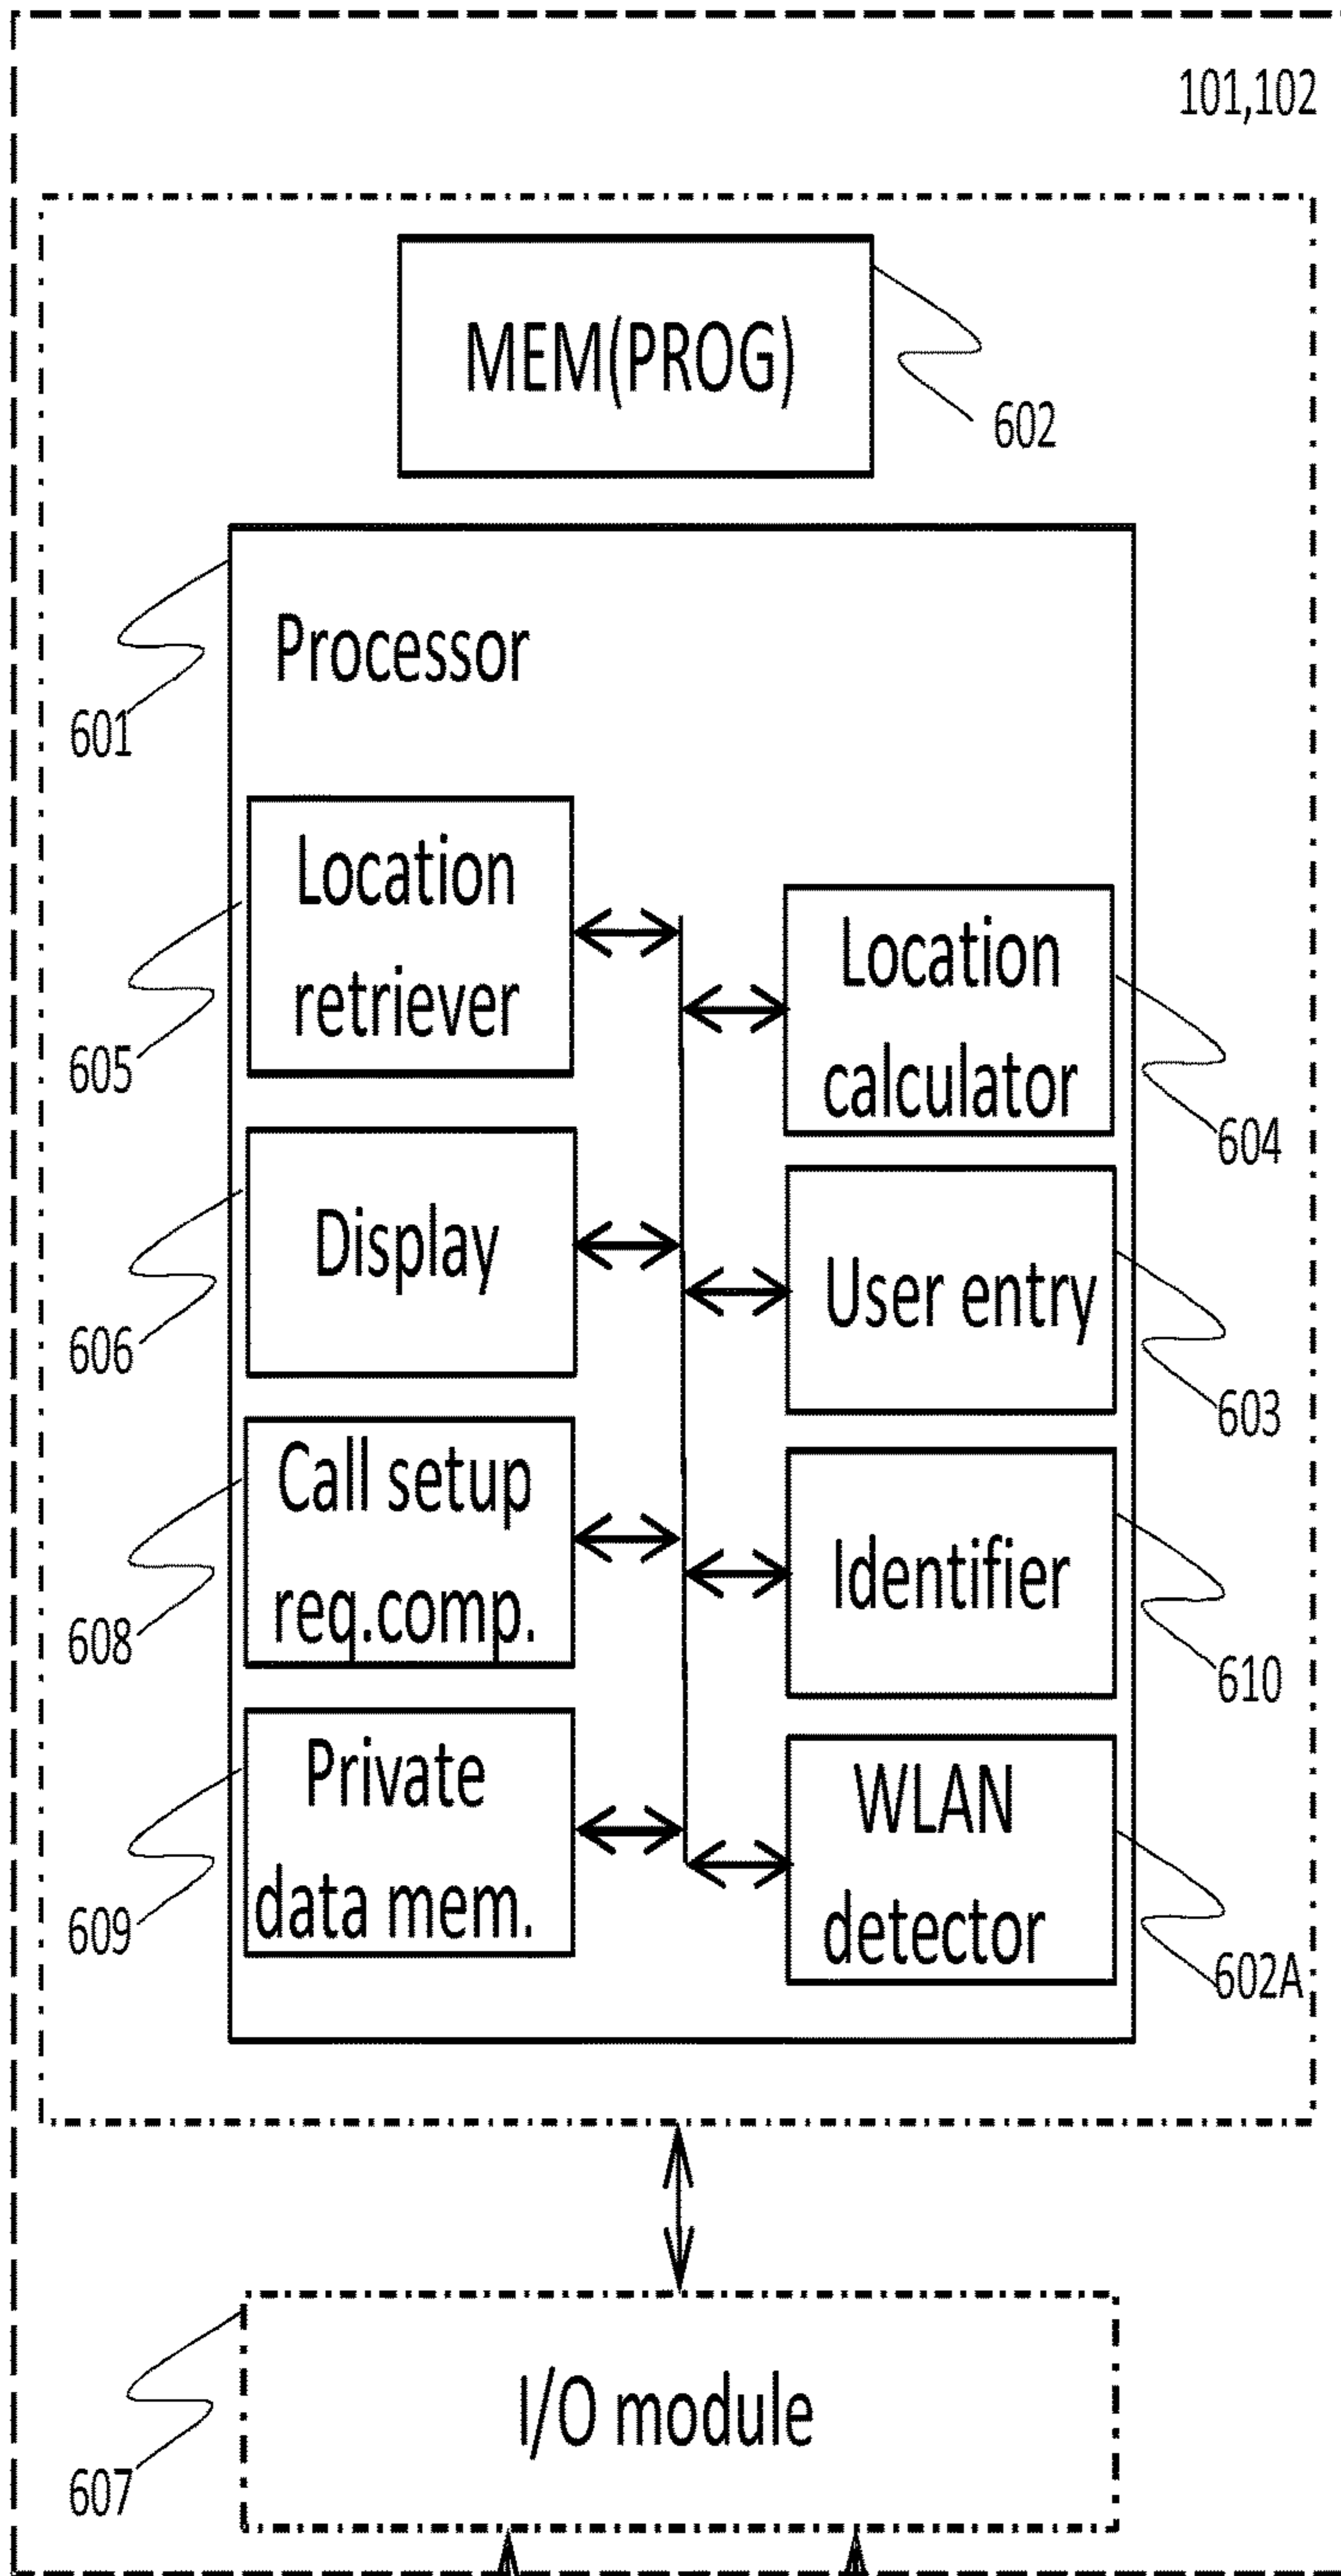 101,102
MEM(PROG)
602
Processor
601
Location
retriever
605
Location
calculator
604
Display
606
User entry
603
Call setup
req.comp.
608
Identifier
610
Private
data mem.
609
WLAN
detector
602A
I/O module
607